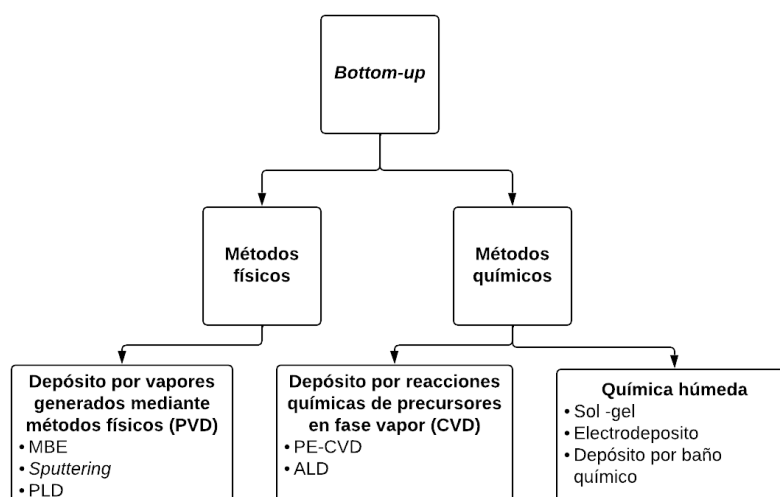 Bottom-up
Métodos
físicos
Métodos
químicos
Depósito por vapores
generados mediante
métodos físicos (PVD)
• MBE
• Sputtering
• PLD
Depósito por reacciones
químicas de precursores
en fase vapor (CVD)
• PE-CVD
• ALD
Química húmeda
• Sol -gel
• Electrodeposito
• Depósito por baño
químico